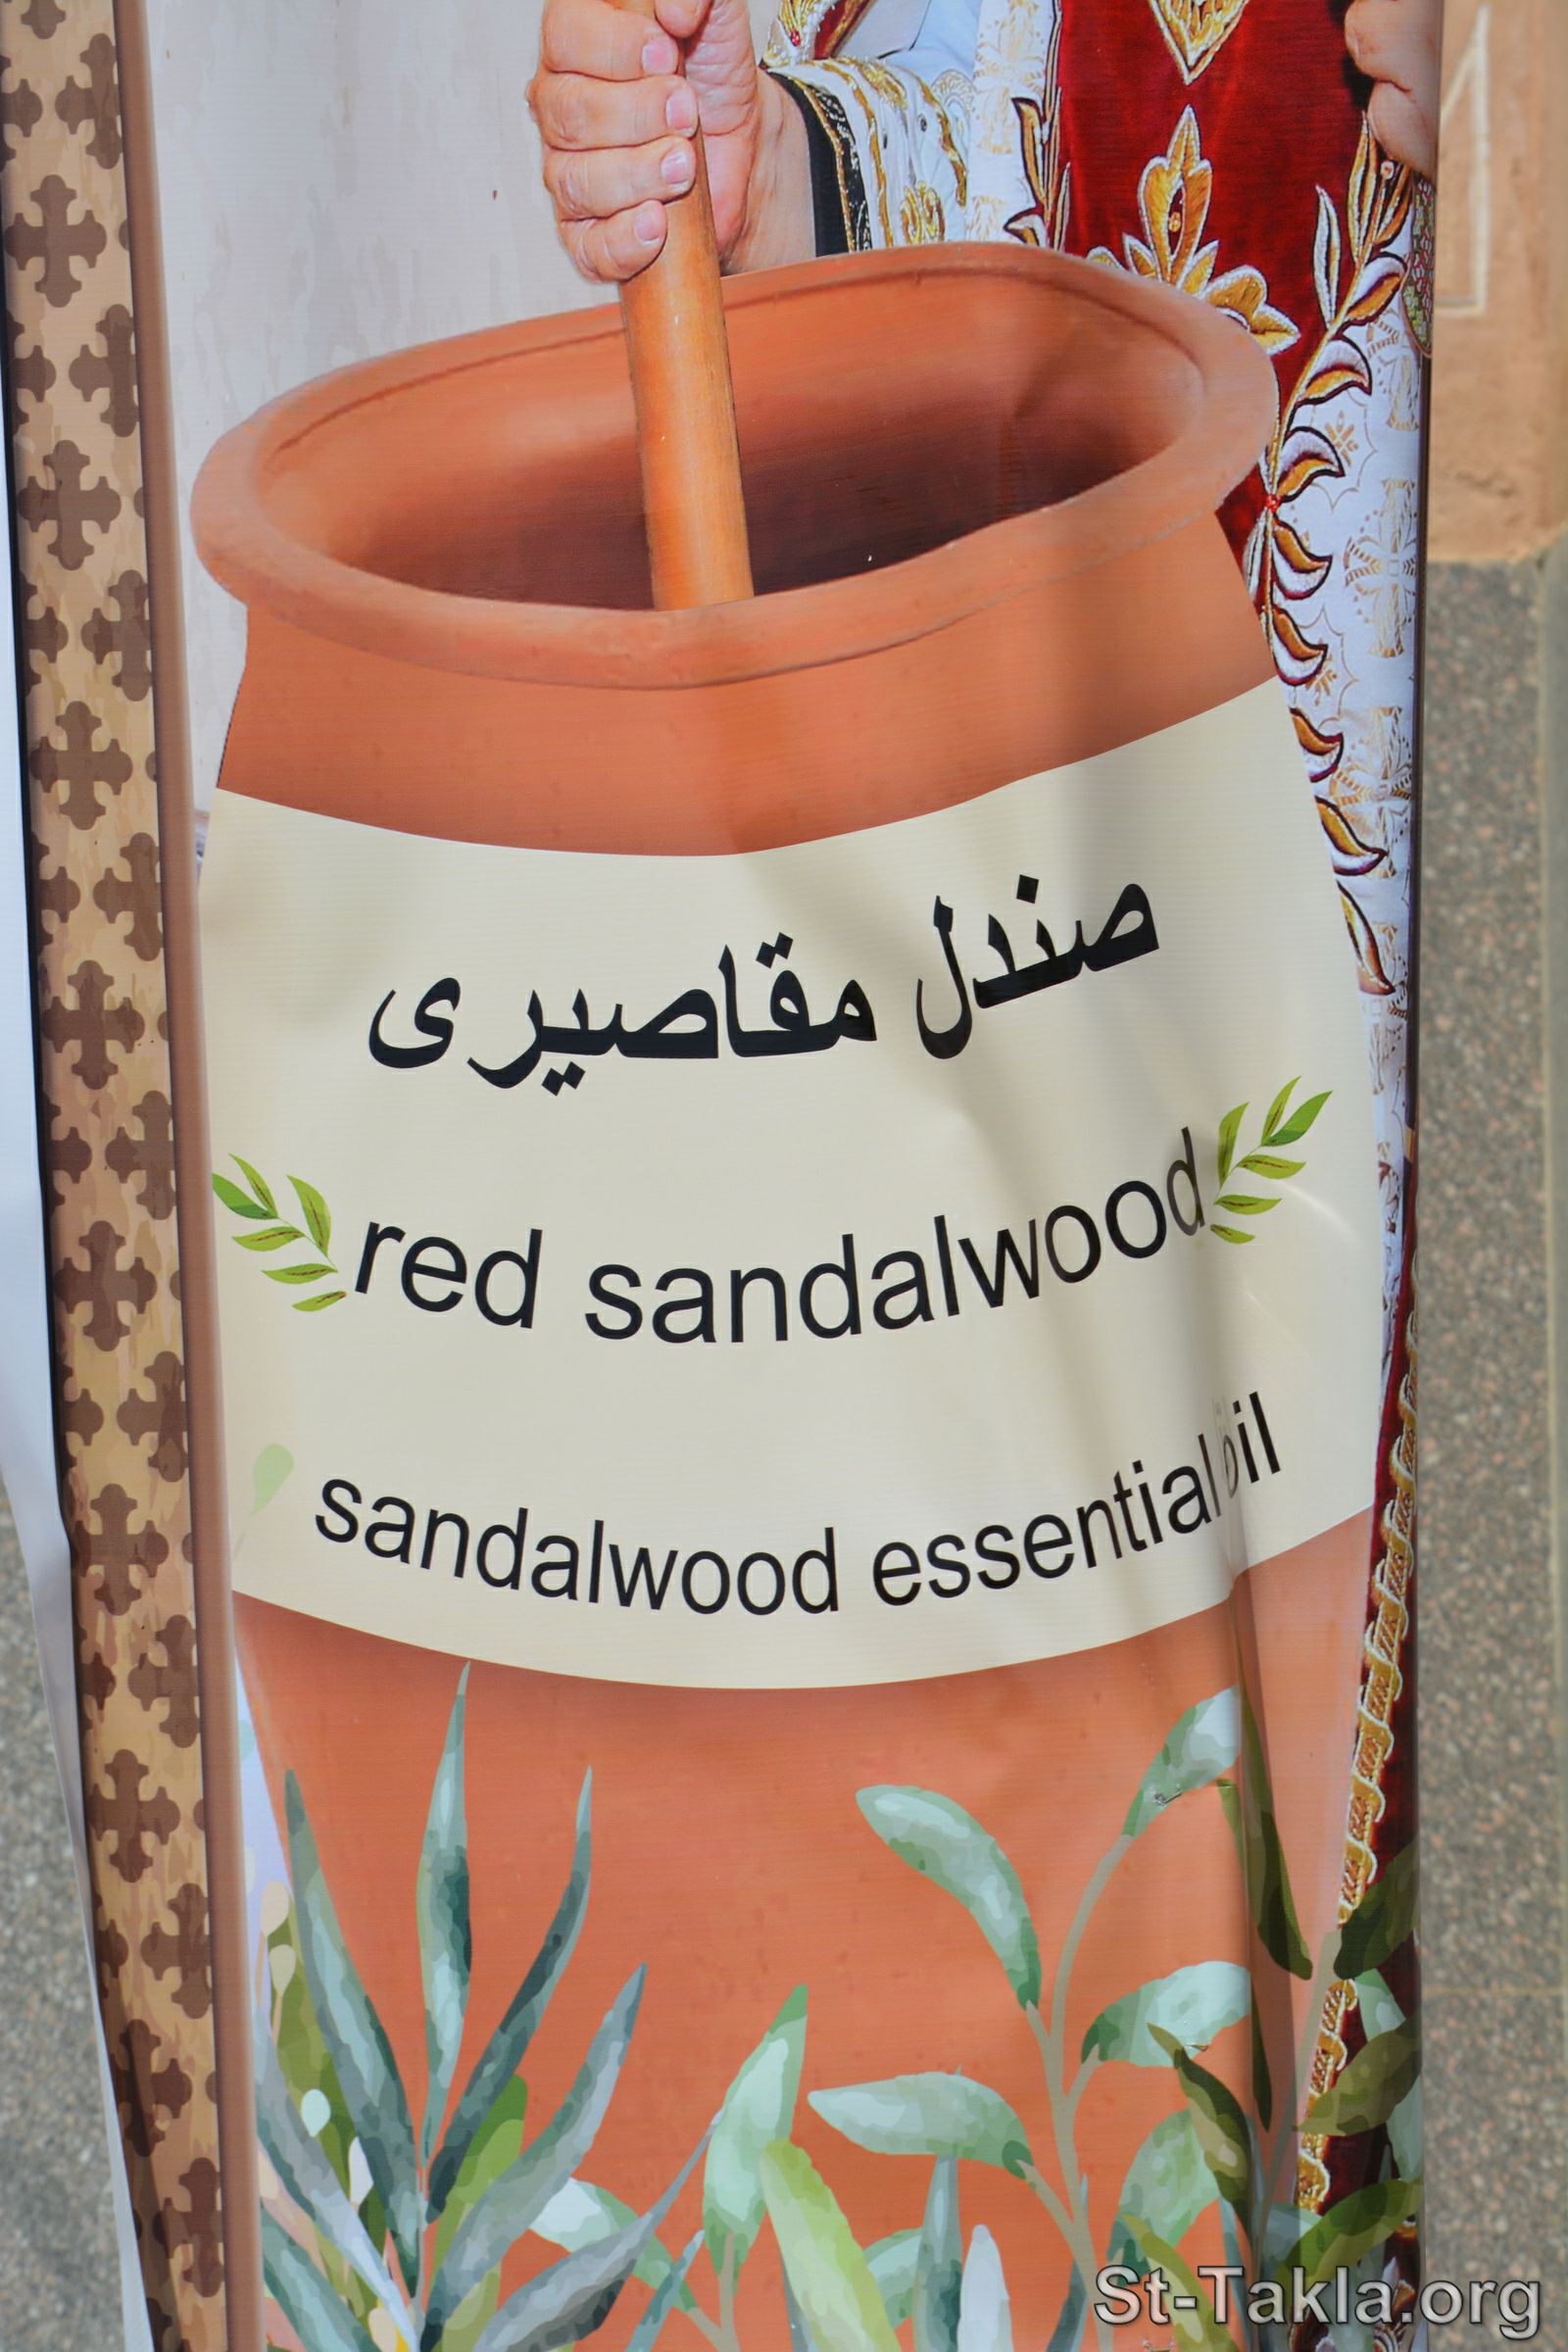 صندل مقاصيرى
red sandalwood
sandalwood essential oil
St-Takla.org